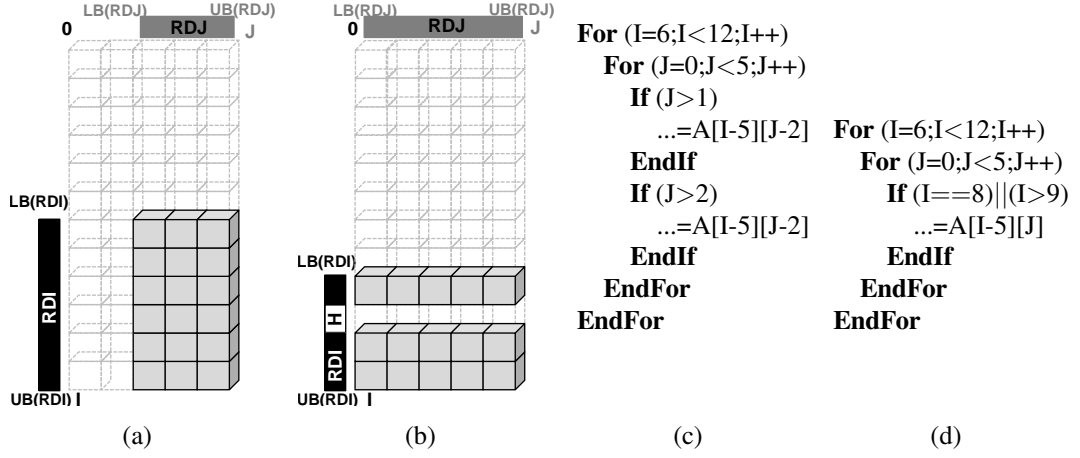 LB(RDJ) UB(RDJ)
0 RDJ J
LB(RDI)
RDI
UB(RDI) I
(a)
LB(RDJ) UB(RDJ)
0 RDJ J
LB(RDI)
H
RDI
UB(RDI) I
(b)
For (I=6;I<12;I++)
For (J=0;J<5;J++)
If (J>1)
...=A[I-5][J-2]
EndIf
If (J>2)
...=A[I-5][J-2]
EndIf
EndFor
EndFor
(c)
For (I=6;I<12;I++)
For (J=0;J<5;J++)
If (I==8)||(I>9)
...=A[I-5][J]
EndIf
EndFor
EndFor
(d)